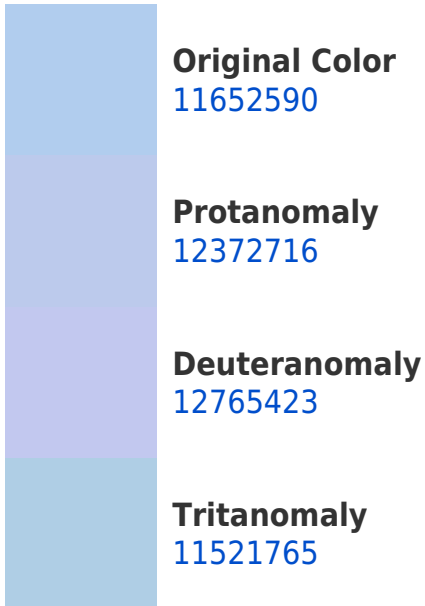 Original Color
11652590
Protanomaly
12372716
Deuteranomaly
12765423
Tritanomaly
11521765